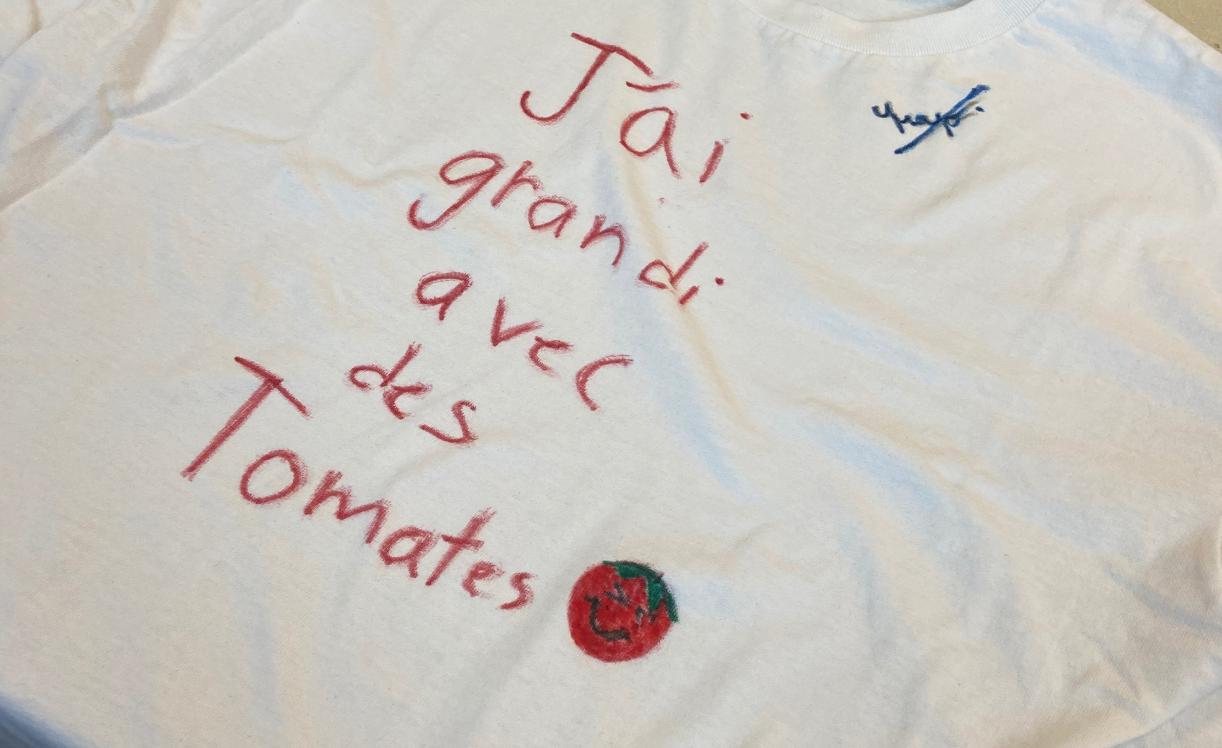 J'ai
grandi
avec
des
Tomates